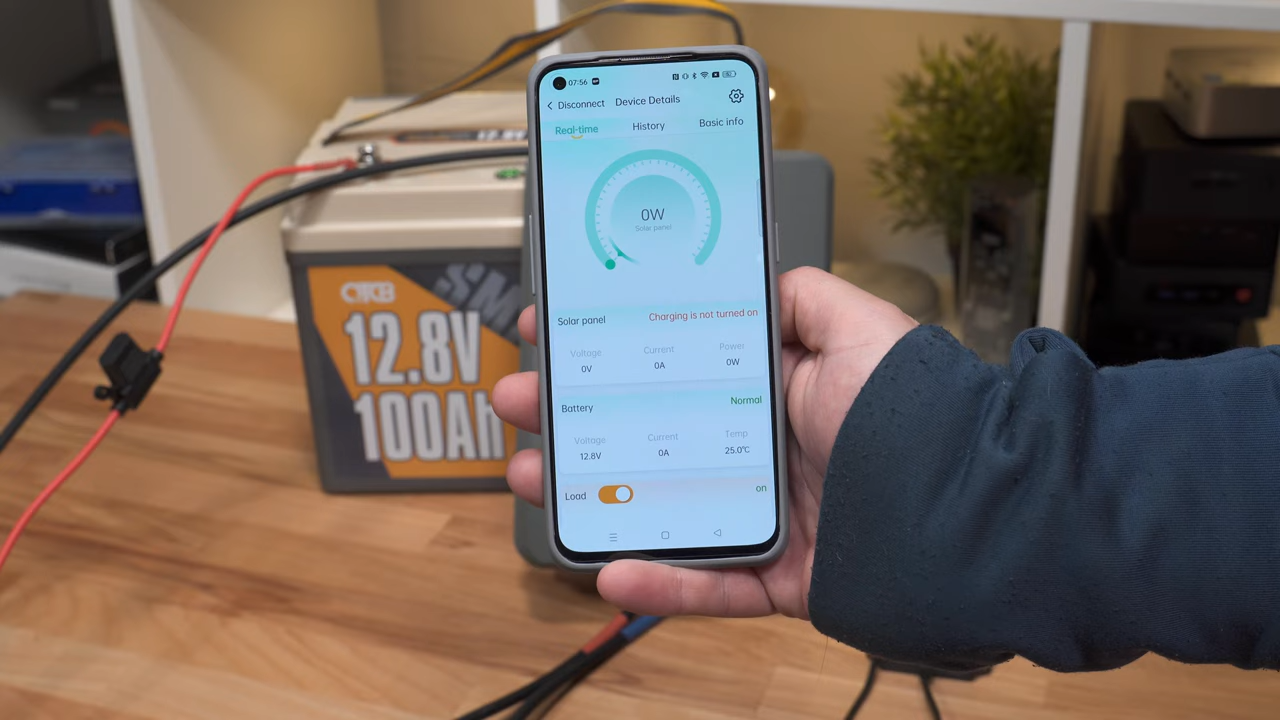 07:56
Disconnect Device Details
Real-time History Basic info
0W
Solar panel
Solar panel Charging is not turned on
Voltage Current Power
0V 0A 0W
Battery Normal
Voltage Current Temp
12.8V 0A 25.0℃
Load on
12.8V
100Ah